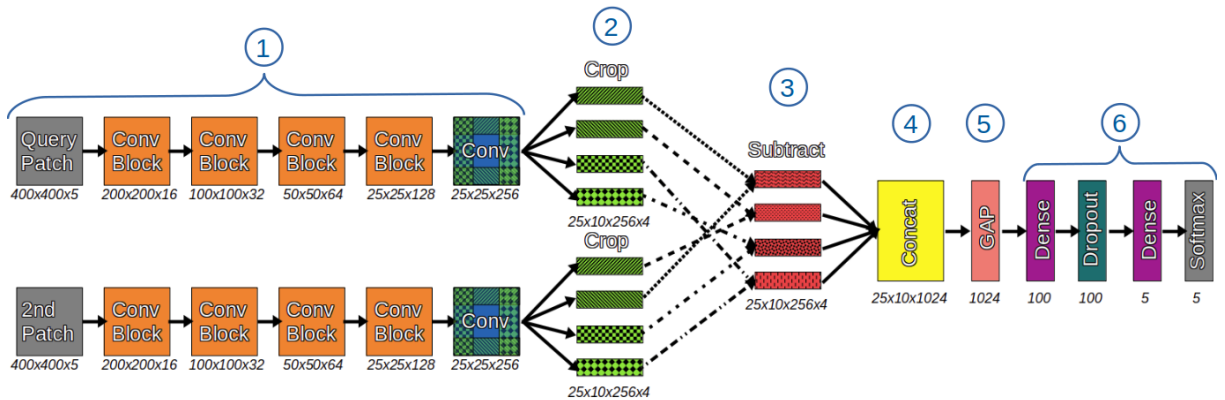 1
2
3
4
5
6
Crop
Query
Patch
Conv
Block
Conv
Block
Conv
Block
Conv
Block
Conv
400x400x5
200x200x16
100x100x32
50x50x64
25x25x128
25x25x256
25x10x256x4
Crop
2nd
Patch
Conv
Block
Conv
Block
Conv
Block
Conv
Block
Conv
400x400x5
200x200x16
100x100x32
50x50x64
25x25x128
25x25x256
25x10x256x4
Subtract
25x10x256x4
Concat
25x10x1024
GAP
1024
Dense
100
Dropout
100
Dense
5
Softmax
5